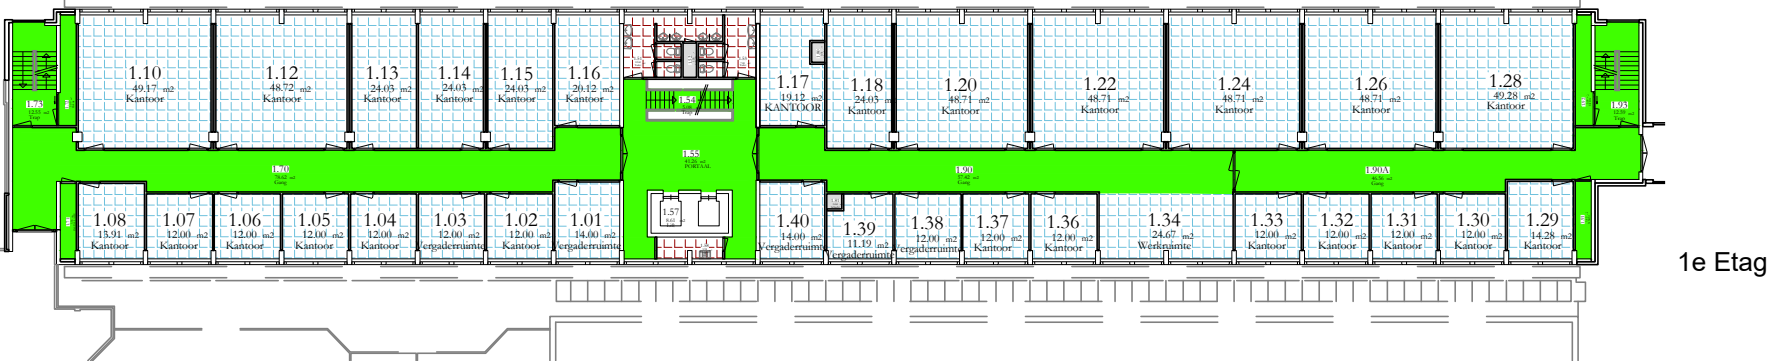 1.10
49.17 m2
Kantoor
1.12
48.72 m2
Kantoor
1.13
24.03 m2
Kantoor
1.14
24.03 m2
Kantoor
1.15
24.03 m2
Kantoor
1.16
20.12 m2
Kantoor
1.17
19.12 m2
KANTOOR
1.18
24.03 m2
Kantoor
1.20
48.71 m2
Kantoor
1.22
48.71 m2
Kantoor
1.24
48.71 m2
Kantoor
1.26
48.71 m2
Kantoor
1.28
49.28 m2
Kantoor
1.73
Trap
1.54
Trap
1.93
Trap
1.55
PORTAAL
1.70
Gang
1.90
Gang
1.90A
Gang
1.57
1.08
13.91 m2
Kantoor
1.07
12.00 m2
Kantoor
1.06
12.00 m2
Kantoor
1.05
12.00 m2
Kantoor
1.04
12.00 m2
Kantoor
1.03
12.00 m2
Vergaderruimte
1.02
12.00 m2
Kantoor
1.01
14.00 m2
Vergaderruimte
1.40
14.00 m2
Vergaderruimte
1.39
11.19 m2
Vergaderruimte
1.38
12.00 m2
Vergaderruimte
1.37
12.00 m2
Kantoor
1.36
12.00 m2
Kantoor
1.34
24.67 m2
Werkruimte
1.33
12.00 m2
Kantoor
1.32
12.00 m2
Kantoor
1.31
12.00 m2
Kantoor
1.30
12.00 m2
Kantoor
1.29
14.28 m2
Kantoor
1e Etag